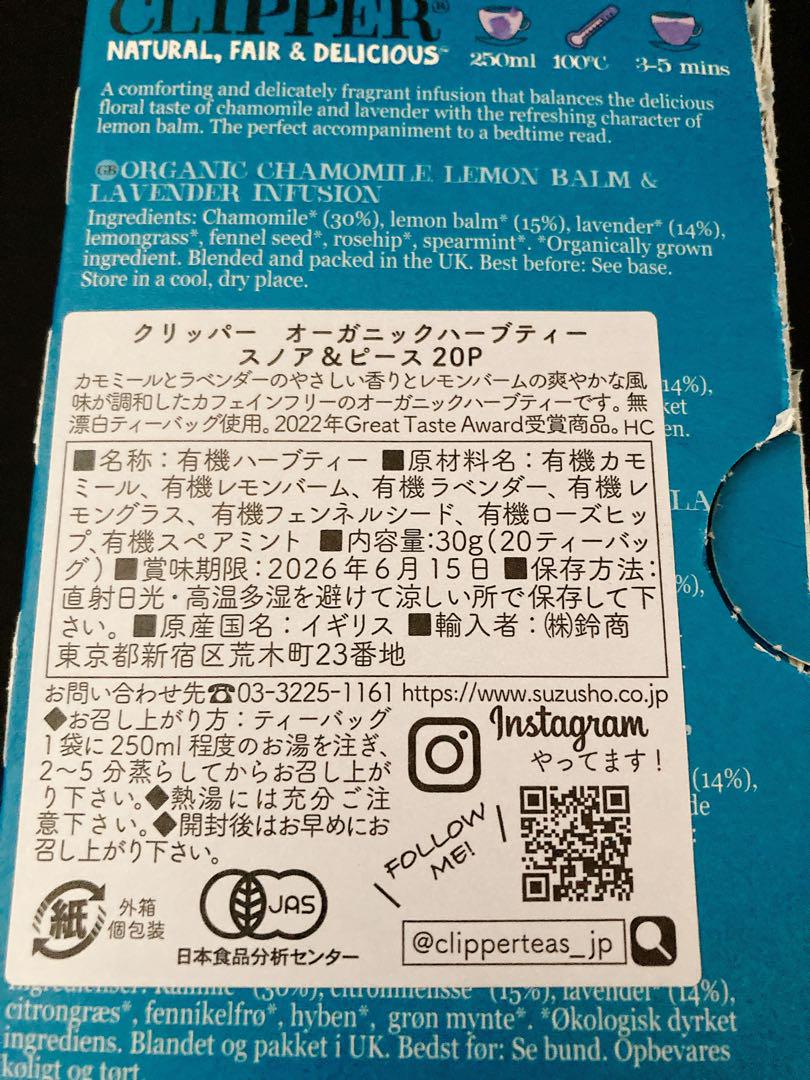 CLIPPER®
NATURAL, FAIR & DELICIOUS™
250ml 100°C 3-5 mins
A comforting and delicately fragrant infusion that balances the delicious
floral taste of chamomile and lavender with the refreshing character of
lemon balm. The perfect accompaniment to a bedtime read.
GB ORGANIC CHAMOMILE, LEMON BALM &
LAVENDER INFUSION
Ingredients: Chamomile* (30%), lemon balm* (15%), lavender* (14%),
lemongrass*, fennel seed*, rosehip*, spearmint*. *Organically grown
ingredient. Blended and packed in the UK. Best before: See base.
Store in a cool, dry place.
クリッパー オーガニックハーブティー
スノア&ピース 20P
カモミールとラベンダーのやさしい香りとレモンバームの爽やかな風
味が調和したカフェインフリーのオーガニックハーブティーです。無
漂白ティーバッグ使用。2022年Great Taste Award受賞商品。HC
14%),
ket
en.
■名称:有機ハーブティー ■原材料名:有機カモ
ミール、有機レモンバーム、有機ラベンダー、有機レ
モングラス、有機フェンネルシード、有機ローズヒッ
プ、有機スペアミント ■内容量:30g(20ティーバッ
グ) ■賞味期限:2026年6月15日 ■保存方法:
直射日光・高温多湿を避けて涼しい所で保存して下
さい。■原産国名:イギリス ■輸入者:㈱鈴商
東京都新宿区荒木町23番地
LA
%),
お問い合わせ先☎03-3225-1161 https://www.suzusho.co.jp
◆お召し上がり方:ティーバッグ
1袋に250ml程度のお湯を注ぎ、
2〜5分蒸らしてからお召し上が
り下さい。◆熱湯には充分ご注
意下さい。◆開封後はお早めにお
召し上がり下さい。
Instagram
やってます!
(14%),
de
FOLLOW
ME!
紙 外箱
個包装
JAS
日本食品分析センター
@clipperteas_jp
(15%), lavendel* (14%),
citrongræs*, fennikelfrø*, hyben*, grøn mynte*. *Økologisk dyrket
ingrediens. Blandet og pakket i UK. Bedst før: Se bund. Opbevares
køligt og tørt.